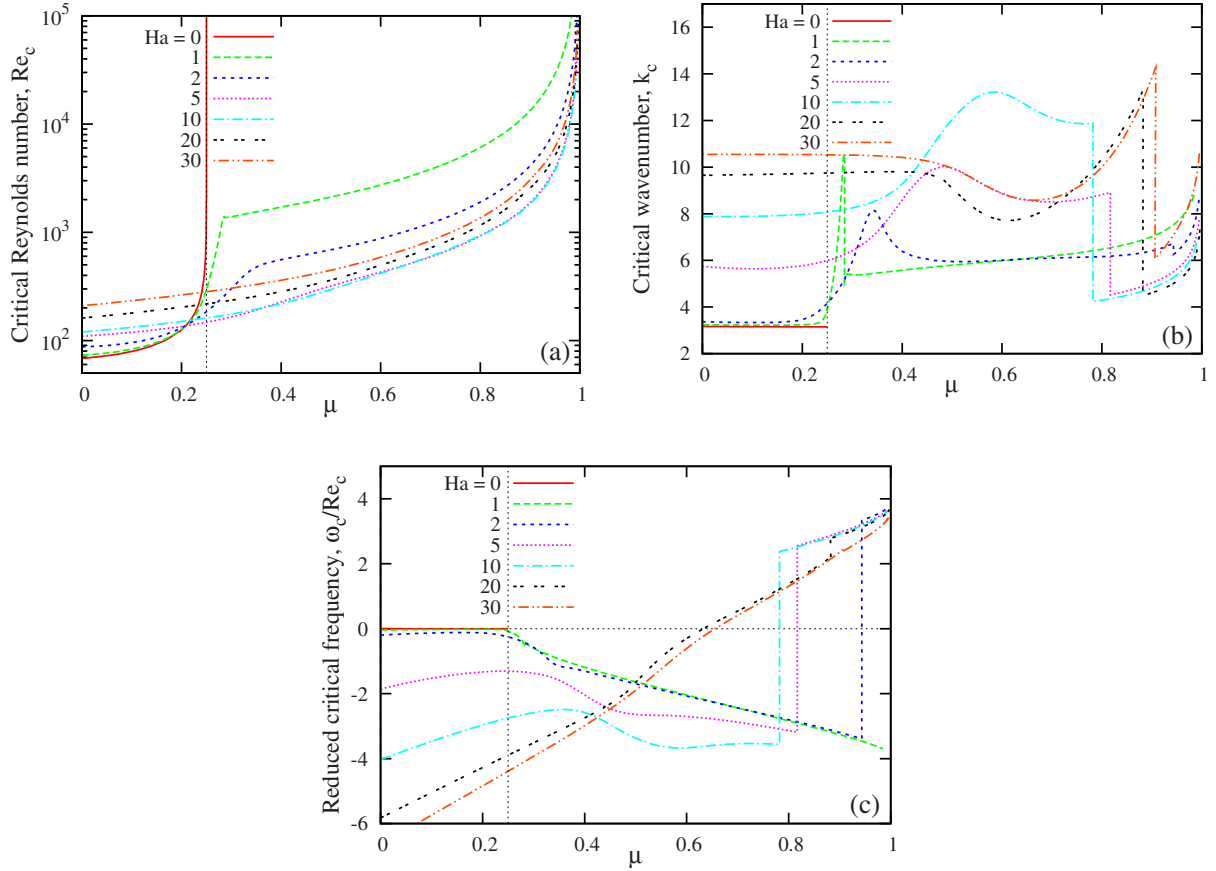 Critical Reynolds number, Re_c
10^5
10^4
10^3
10^2
Ha = 0
1
2
5
10
20
30
(a)
0 0.2 0.4 0.6 0.8 1
μ
Critical wavenumber, k_c
16
14
12
10
8
6
4
2
Ha = 0
1
2
5
10
20
30
(b)
0 0.2 0.4 0.6 0.8 1
μ
Reduced critical frequency, ω_c/Re_c
4
2
0
-2
-4
-6
Ha = 0
1
2
5
10
20
30
(c)
0 0.2 0.4 0.6 0.8 1
μ